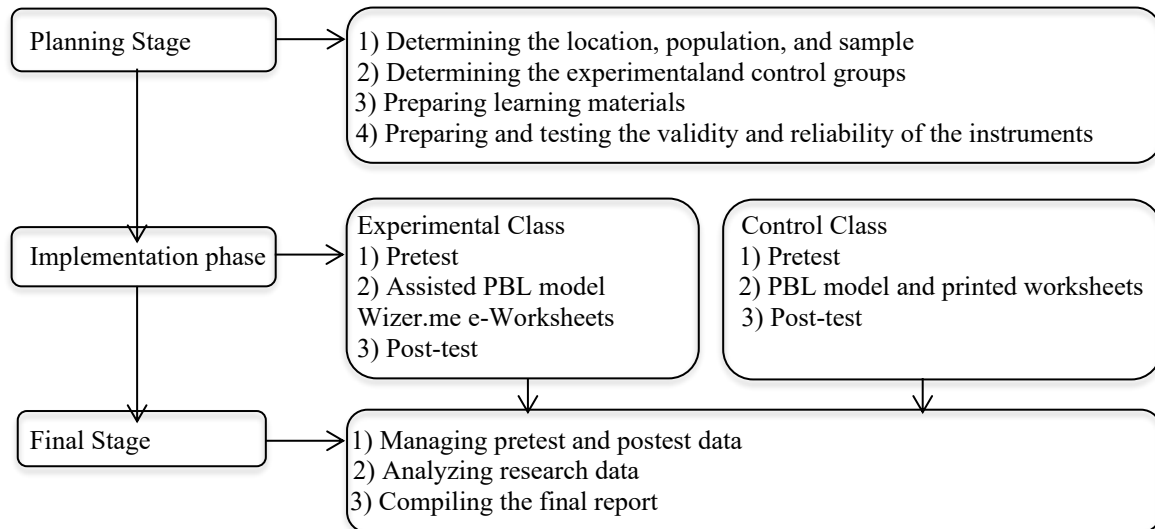 Planning Stage
1) Determining the location, population, and sample
2) Determining the experimentaland control groups
3) Preparing learning materials
4) Preparing and testing the validity and reliability of the instruments
Implementation phase
Experimental Class
1) Pretest
2) Assisted PBL model
Wizer.me e-Worksheets
3) Post-test
Control Class
1) Pretest
2) PBL model and printed worksheets
3) Post-test
Final Stage
1) Managing pretest and postest data
2) Analyzing research data
3) Compiling the final report